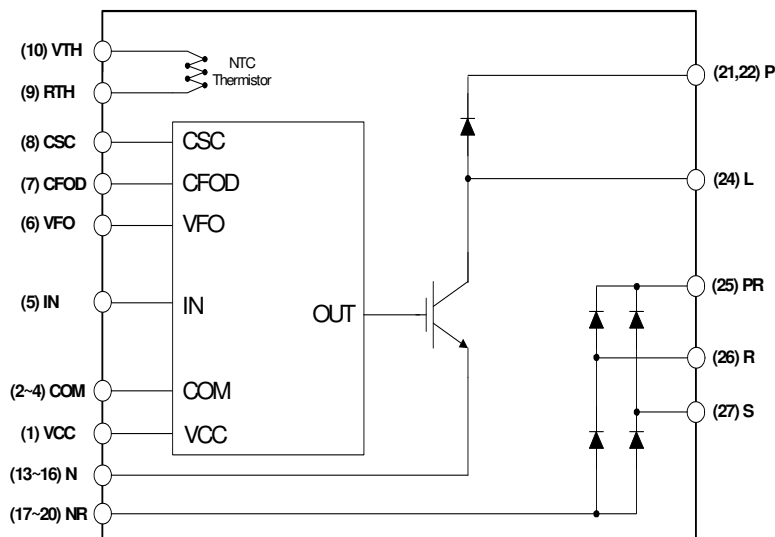 (10) VTH
NTC
Thermistor
(9) RTH
(21,22) P
(8) CSC
CSC
(7) CFOD
CFOD
(24) L
(6) VFO
VFO
(5) IN
IN
OUT
(25) PR
(26) R
(2~4) COM
COM
(27) S
(1) VCC
VCC
(13~16) N
(17~20) NR